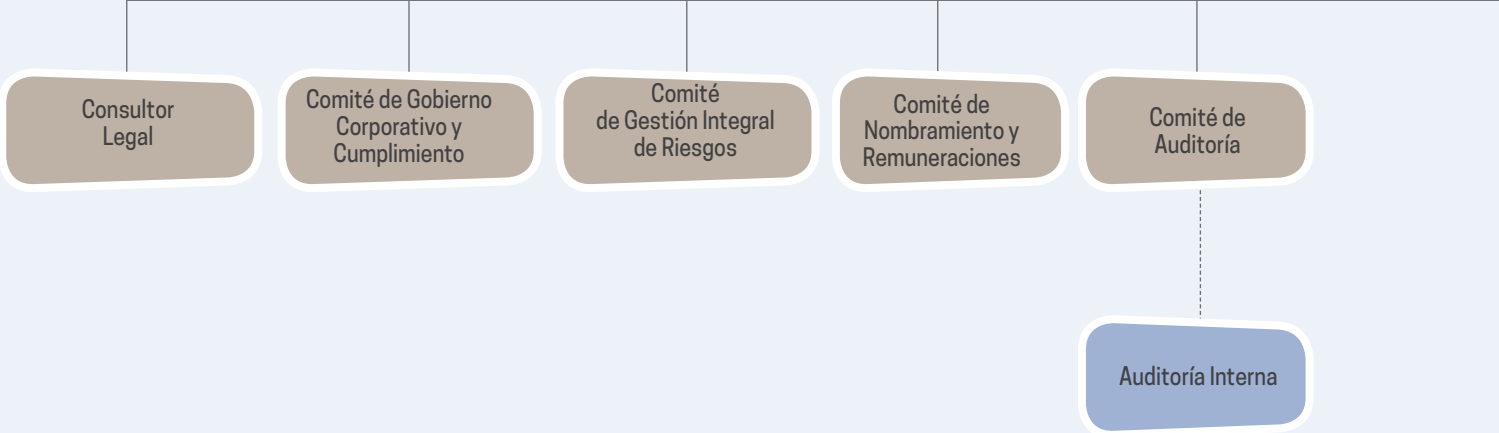 Consultor
Legal
Comité de Gobierno
Corporativo y
Cumplimiento
Comité
de Gestión Integral
de Riesgos
Comité de
Nombramiento y
Remuneraciones
Comité de
Auditoría
Auditoría Interna